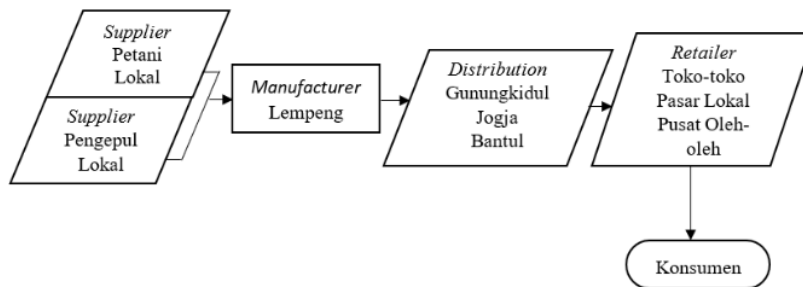 Supplier
Petani
Lokal
Supplier
Pengepul
Lokal
Manufacturer
Lempeng
Distribution
Gunungkidul
Jogja
Bantul
Retailer
Toko-toko
Pasar Lokal
Pusat Oleh-
oleh
Konsumen